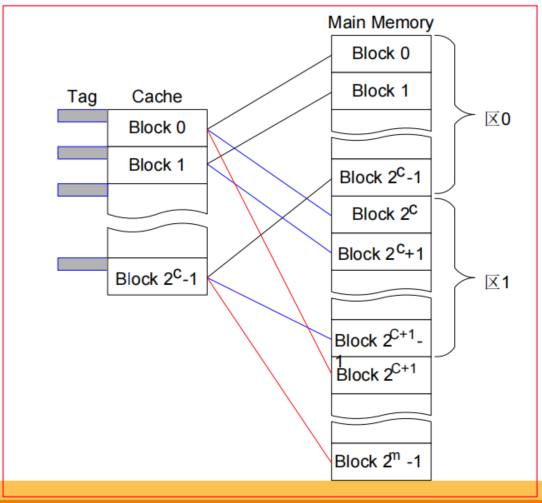 Main Memory
Tag
Cache
Block 0
Block 1
Block 2^C-1
Block 0
Block 1
Block 2^C-1
Block 2^C
Block 2^C+1
Block 2^(C+1)-
1
Block 2^(C+1)
Block 2^m -1
区0
区1